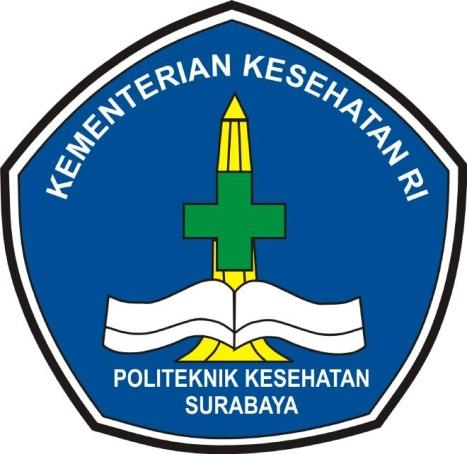 KEMENTERIAN KESEHATAN RI
POLITEKNIK KESEHATAN
SURABAYA